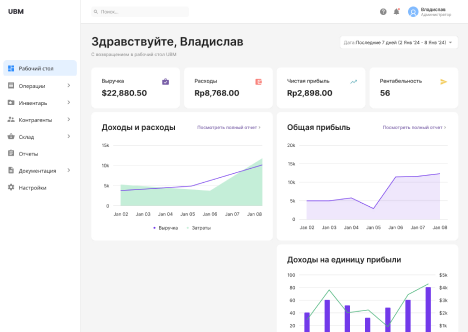 UBM
Поиск...
Владислав
Администратор
Рабочий стол
Операции
Инвентарь
Контрагенты
Склад
Отчеты
Документация
Настройки
Здравствуйте, Владислав
С возвращением в рабочий стол UBM
Дата: Последние 7 дней (2 Янв '24 - 8 Янв '24)
Выручка
$22,880.50
Расходы
Rp8,768.00
Чистая прибыль
Rp2,898.00
Рентабельность
56
Доходы и расходы
Посмотреть полный отчет >
15k
10k
5k
0
Jan 02 Jan 03 Jan 04 Jan 05 Jan 06 Jan 07 Jan 08
Выручка Затраты
Общая прибыль
Посмотреть полный отчет >
20k
15k
10k
5k
0
Jan 02 Jan 03 Jan 04 Jan 05 Jan 06 Jan 07 Jan 08
Доходы на единицу прибыли
100 $5k
80 $4k
60 $3k
40 $2k
20 $1k